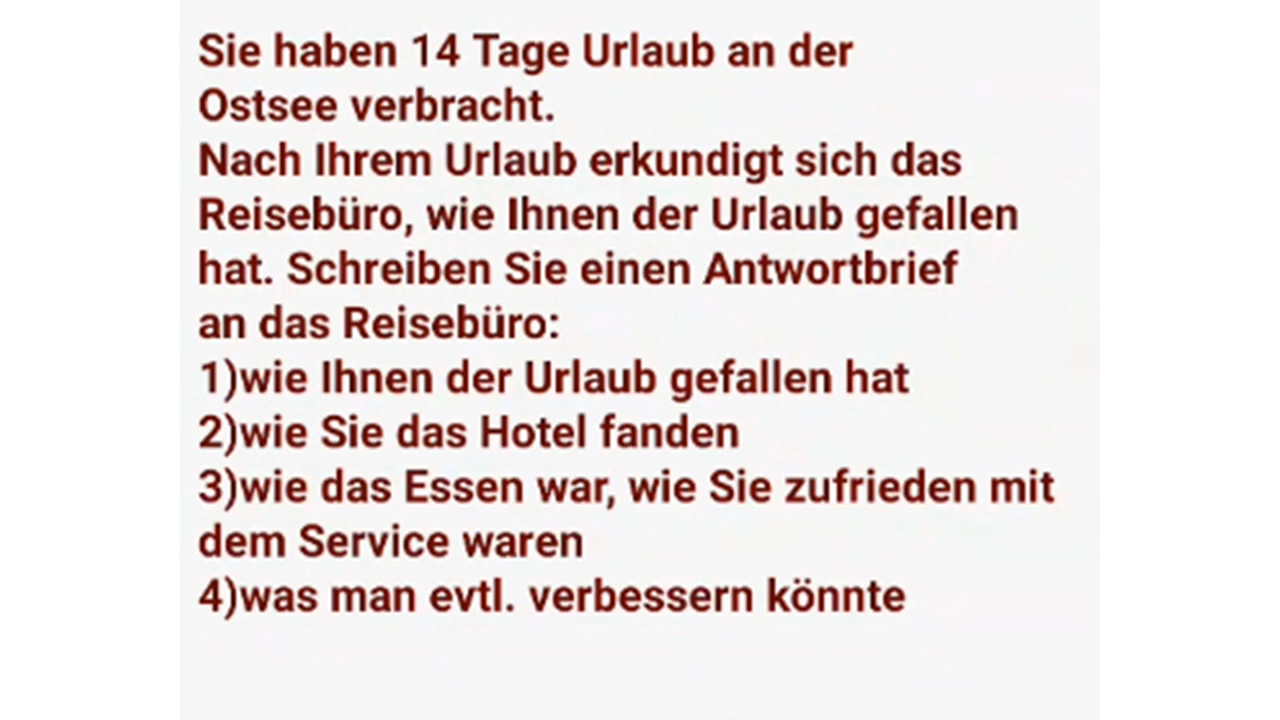 Sie haben 14 Tage Urlaub an der
Ostsee verbracht.
Nach Ihrem Urlaub erkundigt sich das
Reisebüro, wie Ihnen der Urlaub gefallen
hat. Schreiben Sie einen Antwortbrief
an das Reisebüro:
1)wie Ihnen der Urlaub gefallen hat
2)wie Sie das Hotel fanden
3)wie das Essen war, wie Sie zufrieden mit
dem Service waren
4)was man evtl. verbessern könnte